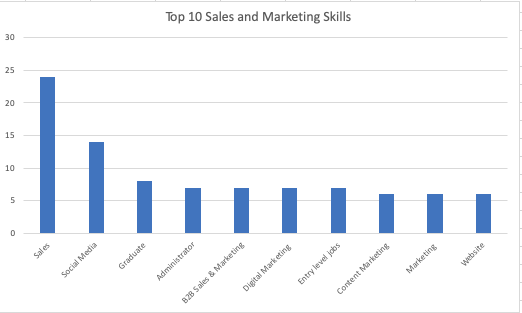 Top 10 Sales and Marketing Skills
30
25
20
15
10
5
0
Sales
Social Media
Graduate
Administrator
B2B Sales & Marketing
Digital Marketing
Entry level jobs
Content Marketing
Marketing
Website